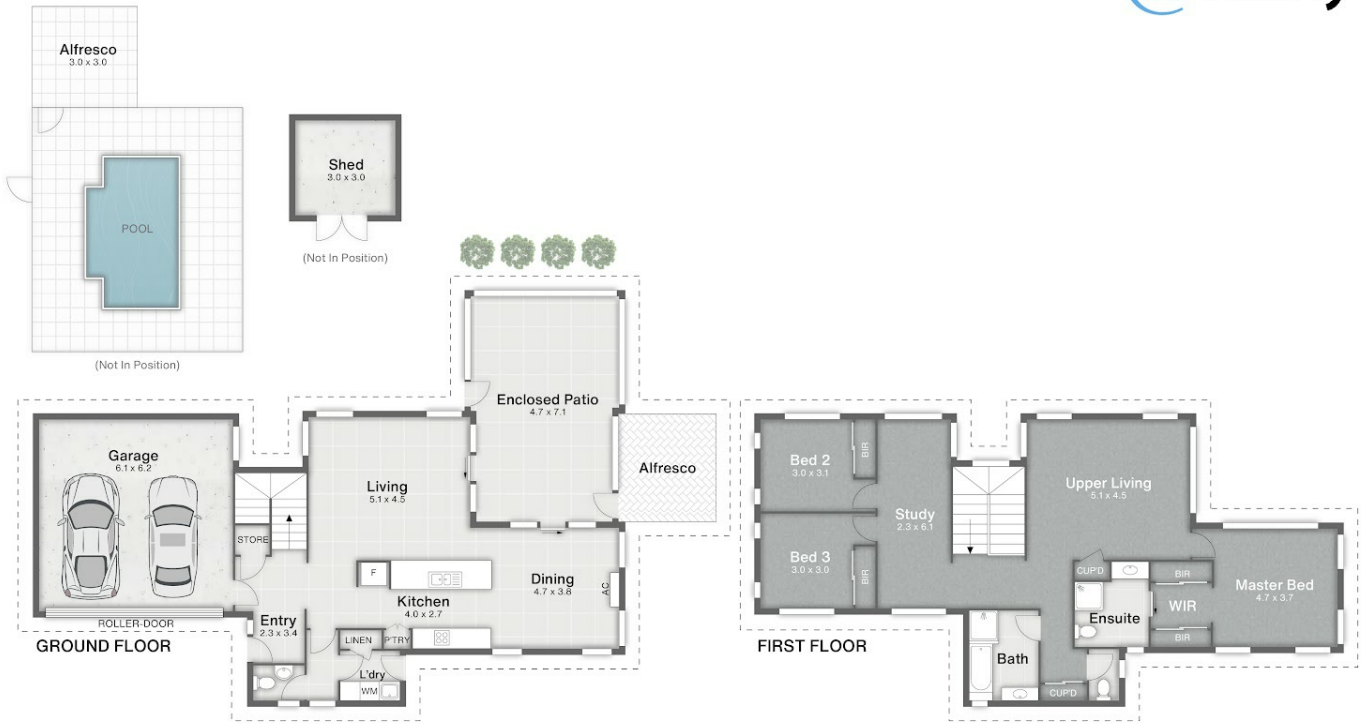 Alfresco
3.0 x 3.0
POOL
(Not In Position)
Shed
3.0 x 3.0
(Not In Position)
Garage
6.1 x 6.2
ROLLER-DOOR
GROUND FLOOR
STORE
Entry
2.3 x 3.4
Living
5.1 x 4.5
F
Kitchen
4.0 x 2.7
LINEN
P'TRY
L'dry
WM
Enclosed Patio
4.7 x 7.1
Alfresco
Dining
4.7 x 3.8
AC
Bed 2
3.0 x 3.1
BIR
Bed 3
3.0 x 3.0
BIR
Study
2.3 x 6.1
Upper Living
5.1 x 4.5
CUP'D
Ensuite
BIR
WIR
BIR
Master Bed
4.7 x 3.7
Bath
CUP'D
FIRST FLOOR